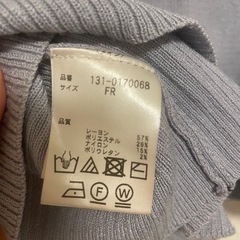 品番 131-0170068
サイズ FR
品質
レーヨン 57%
ポリエステル 26%
ナイロン 15%
ポリウレタン 2%
F W